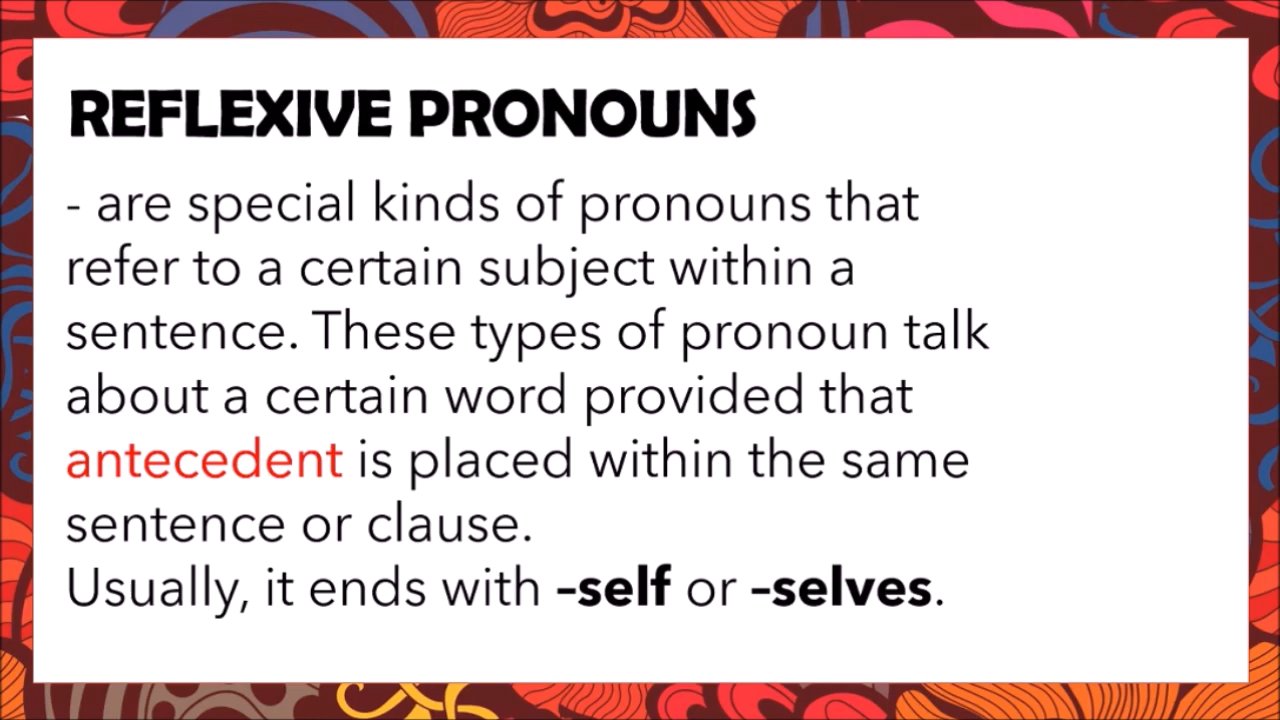 REFLEXIVE PRONOUNS
- are special kinds of pronouns that
refer to a certain subject within a
sentence. These types of pronoun talk
about a certain word provided that
antecedent is placed within the same
sentence or clause.
Usually, it ends with –self or –selves.